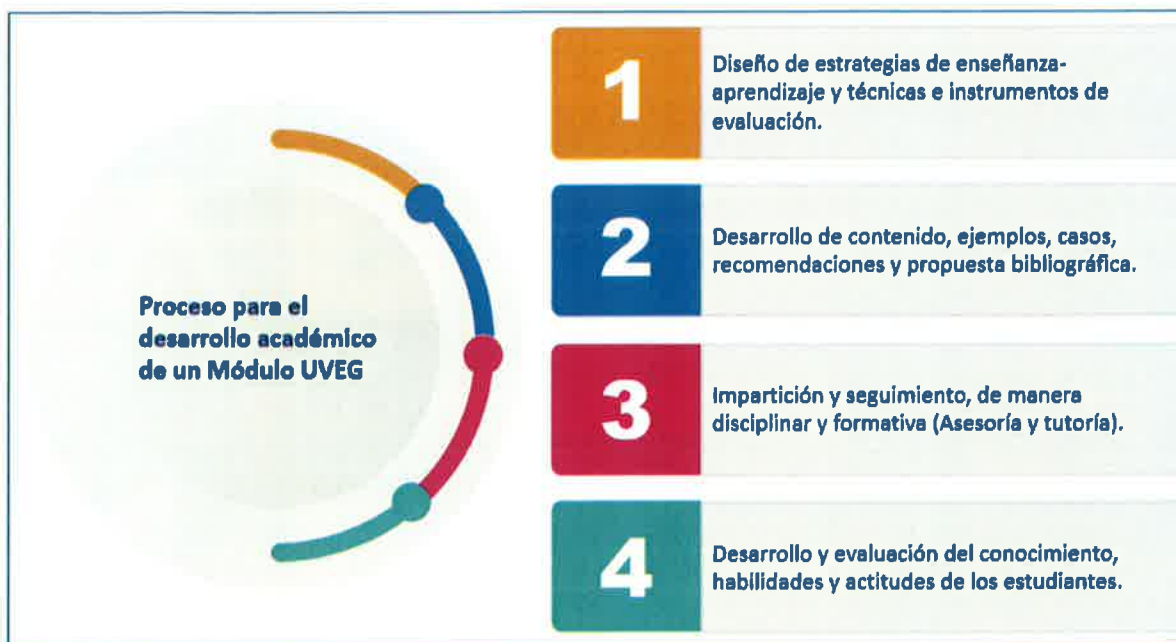 Proceso para el
desarrollo académico
de un Módulo UVEG
1
Diseño de estrategias de enseñanza-
aprendizaje y técnicas e instrumentos de
evaluación.
2
Desarrollo de contenido, ejemplos, casos,
recomendaciones y propuesta bibliográfica.
3
Impartición y seguimiento, de manera
disciplinar y formativa (Asesoría y tutoría).
4
Desarrollo y evaluación del conocimiento,
habilidades y actitudes de los estudiantes.